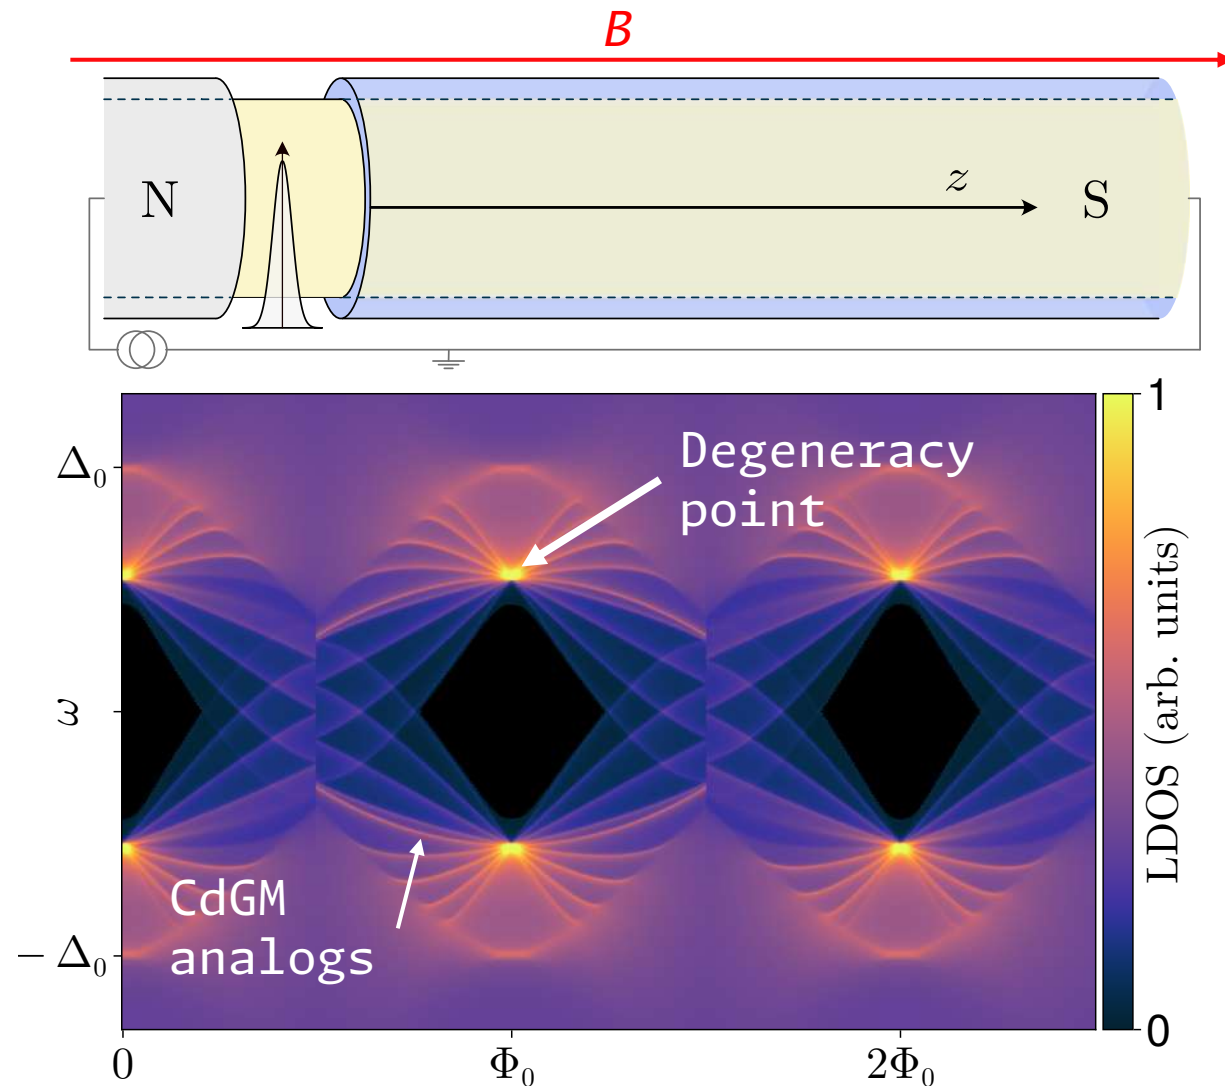 B
N
z
S
Degeneracy
point
CdGM
analogs
Δ₀
ω
− Δ₀
0
Φ₀
2Φ₀
1
0
LDOS (arb. units)